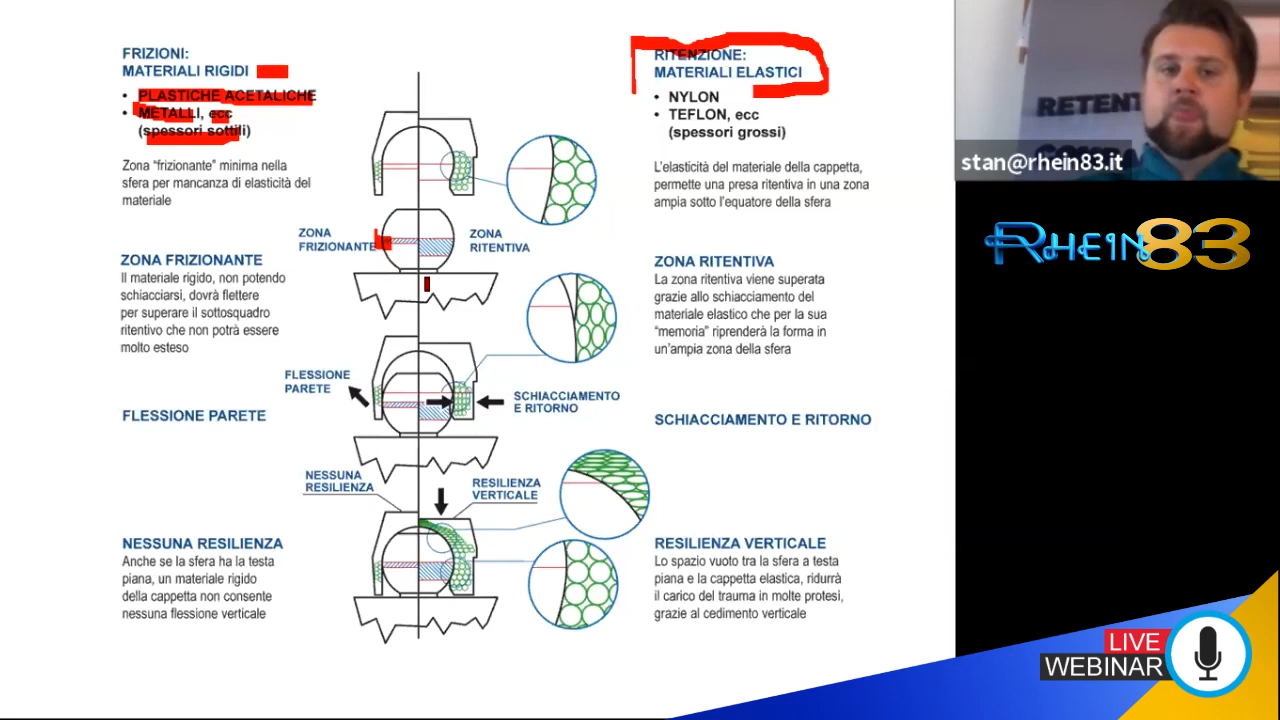 FRIZIONI:
MATERIALI RIGIDI
• PLASTICHE ACETALICHE
• METALLI, ecc
(spessori sottili)
Zona “frizionante” minima nella
sfera per mancanza di elasticità del
materiale
ZONA FRIZIONANTE
Il materiale rigido, non potendo
schiacciarsi, dovrà flettere
per superare il sottosquadro
ritentivo che non potrà essere
molto esteso
FLESSIONE PARETE
NESSUNA RESILIENZA
Anche se la sfera ha la testa
piana, un materiale rigido
della cappetta non consente
nessuna flessione verticale
ZONA
FRIZIONANTE
ZONA
RITENTIVA
FLESSIONE
PARETE
SCHIACCIAMENTO
E RITORNO
NESSUNA
RESILIENZA
RESILIENZA
VERTICALE
RITENZIONE:
MATERIALI ELASTICI
• NYLON
• TEFLON, ecc
(spessori grossi)
L'elasticità del materiale della cappetta,
permette una presa ritentiva in una zona
ampia sotto l'equatore della sfera
ZONA RITENTIVA
La zona ritentiva viene superata
grazie allo schiacciamento del
materiale elastico che per la sua
“memoria” riprenderà la forma in
un'ampia zona della sfera
SCHIACCIAMENTO E RITORNO
RESILIENZA VERTICALE
Lo spazio vuoto tra la sfera a testa
piana e la cappetta elastica, ridurrà
il carico del trauma in molte protesi,
grazie al cedimento verticale
RETENT
stan@rhein83.it
RHEIN83
LIVE
WEBINAR